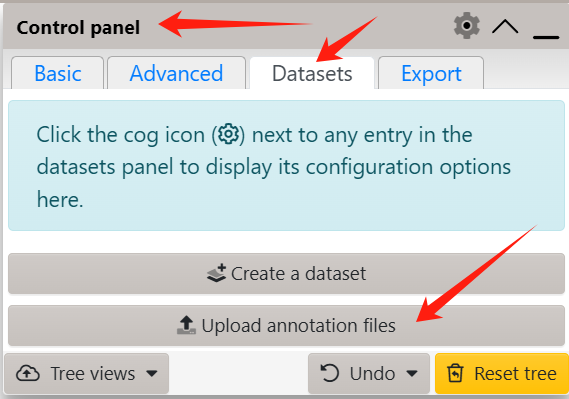 Control panel
Basic
Advanced
Datasets
Export
Click the cog icon () next to any entry in the
datasets panel to display its configuration options
here.
Create a dataset
Upload annotation files
Tree views
Undo
Reset tree